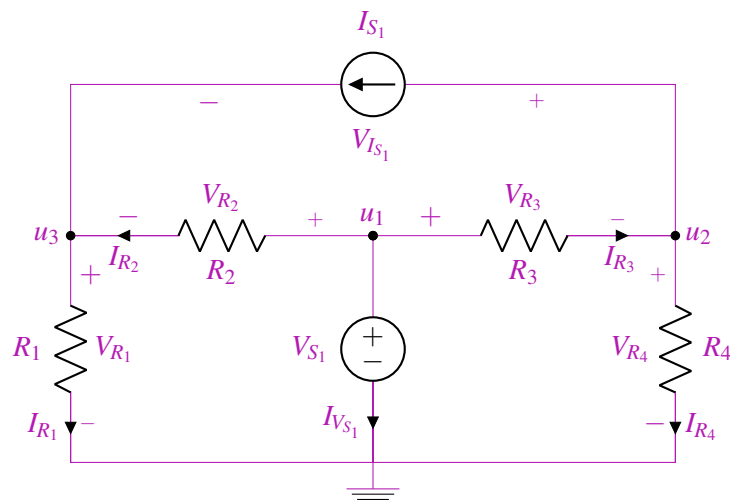 I_{S_1}
− +
V_{I_{S_1}}
V_{R_2} V_{R_3}
− + u_1 + −
u_3 u_2
I_{R_2} R_2 R_3 I_{R_3}
+ +
R_1 V_{R_1} V_{S_1} + − V_{R_4} R_4
I_{R_1} − I_{V_{S_1}} − I_{R_4}